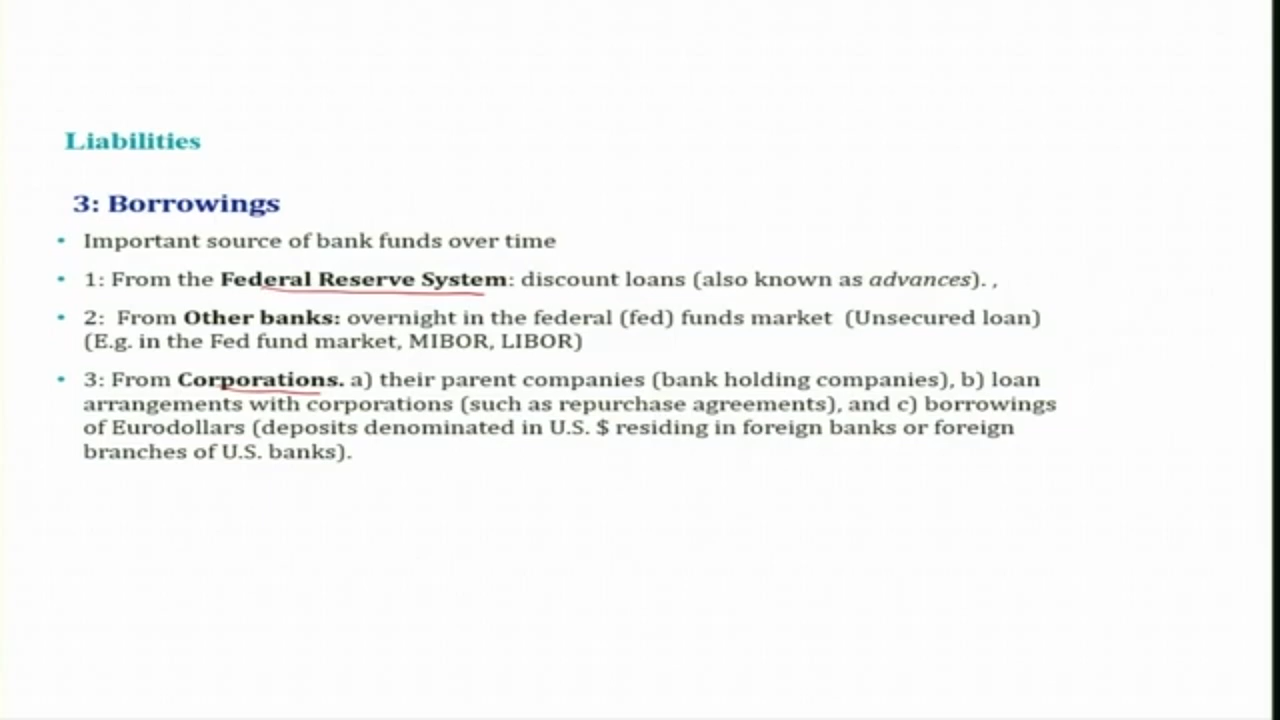 Liabilities
3: Borrowings
• Important source of bank funds over time
• 1: From the Federal Reserve System: discount loans (also known as advances). ,
• 2: From Other banks: overnight in the federal (fed) funds market (Unsecured loan)
(E.g. in the Fed fund market, MIBOR, LIBOR)
• 3: From Corporations. a) their parent companies (bank holding companies), b) loan
arrangements with corporations (such as repurchase agreements), and c) borrowings
of Eurodollars (deposits denominated in U.S. $ residing in foreign banks or foreign
branches of U.S. banks).